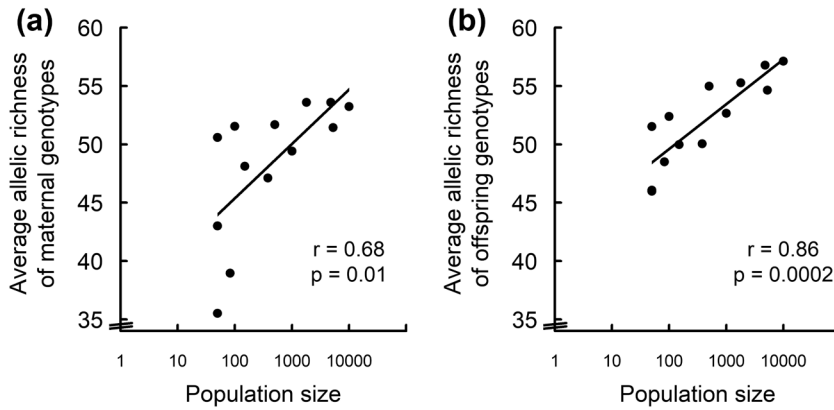 (a)
Average allelic richness
of maternal genotypes
60
55
50
45
40
35
r = 0.68
p = 0.01
1 10 100 1000 10000
Population size
(b)
Average allelic richness
of offspring genotypes
60
55
50
45
40
35
r = 0.86
p = 0.0002
1 10 100 1000 10000
Population size